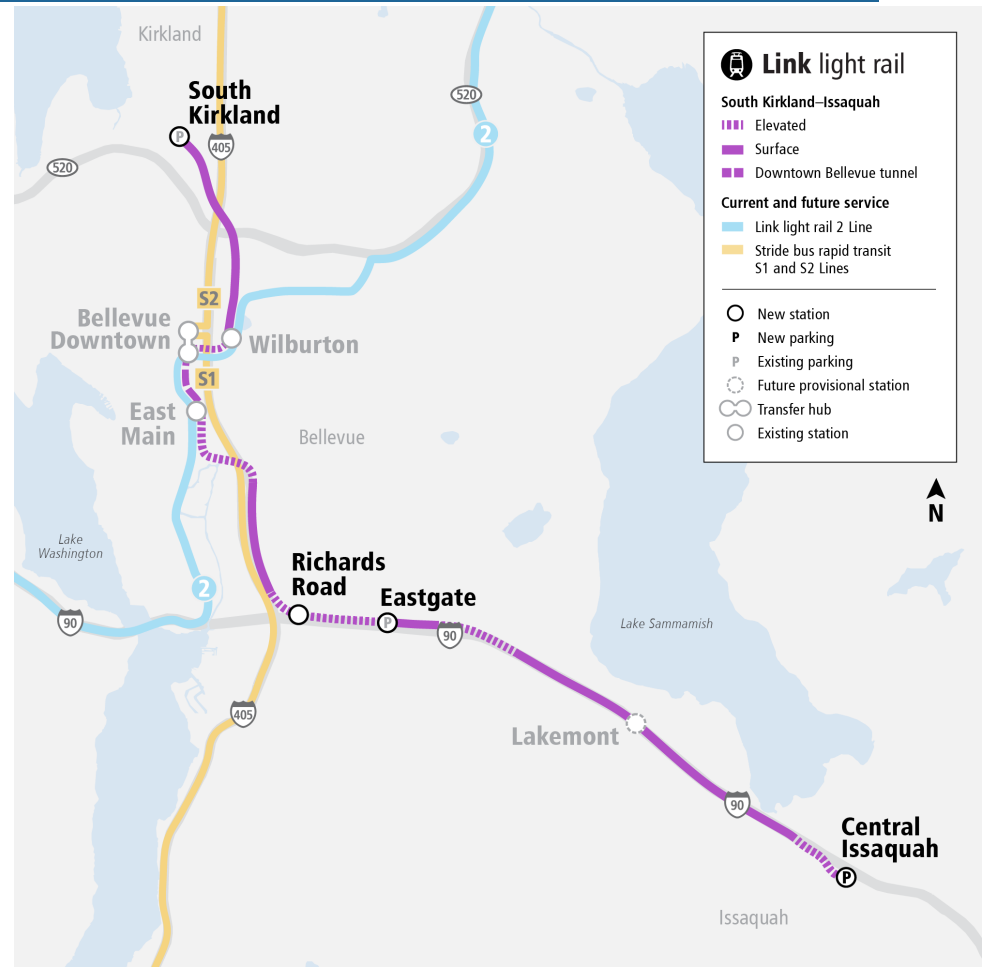 Kirkland
South
Kirkland
P
405
520
520
2
Link light rail
South Kirkland–Issaquah
Elevated
Surface
Downtown Bellevue tunnel
Current and future service
Link light rail 2 Line
Stride bus rapid transit
S1 and S2 Lines
New station
P New parking
P Existing parking
Future provisional station
Transfer hub
Existing station
N
S2
Bellevue
Downtown
Wilburton
S1
East
Main
Bellevue
Lake
Washington
2
90
Richards
Road
Eastgate
P
90
Lake Sammamish
405
Lakemont
90
Central
Issaquah
P
Issaquah